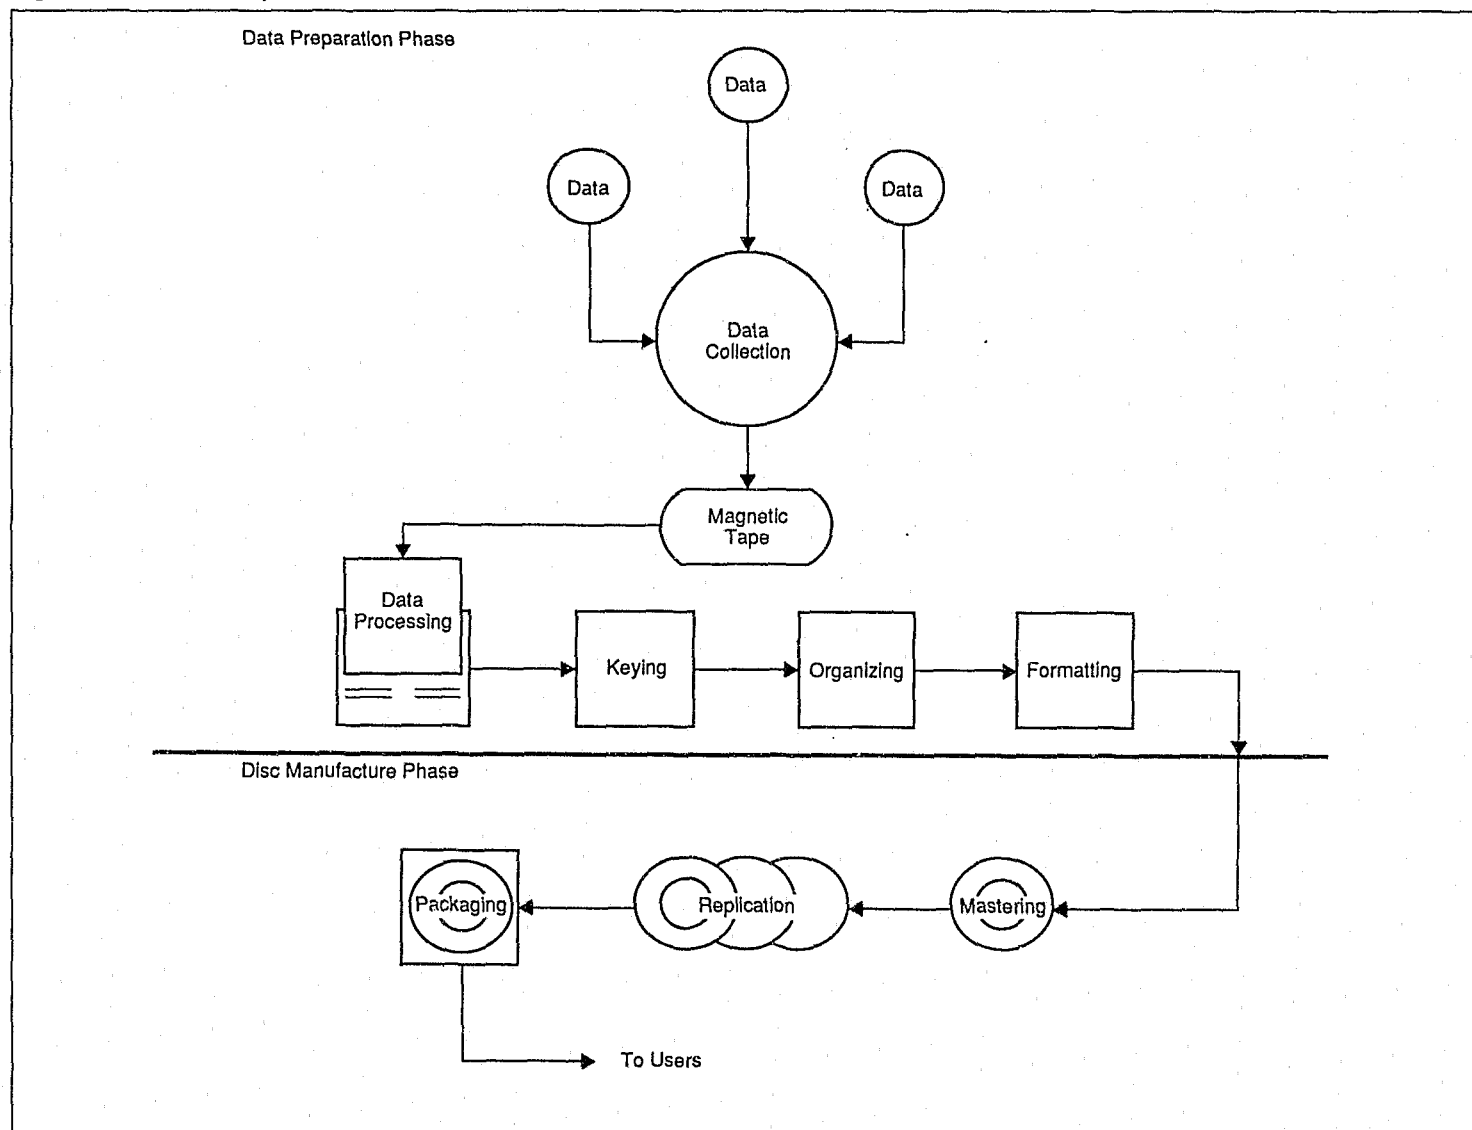 Data Preparation Phase
Data
Data
Data
Data
Collection
Magnetic
Tape
Data
Processing
Keying
Organizing
Formatting
Disc Manufacture Phase
Packaging
Replication
Mastering
To Users